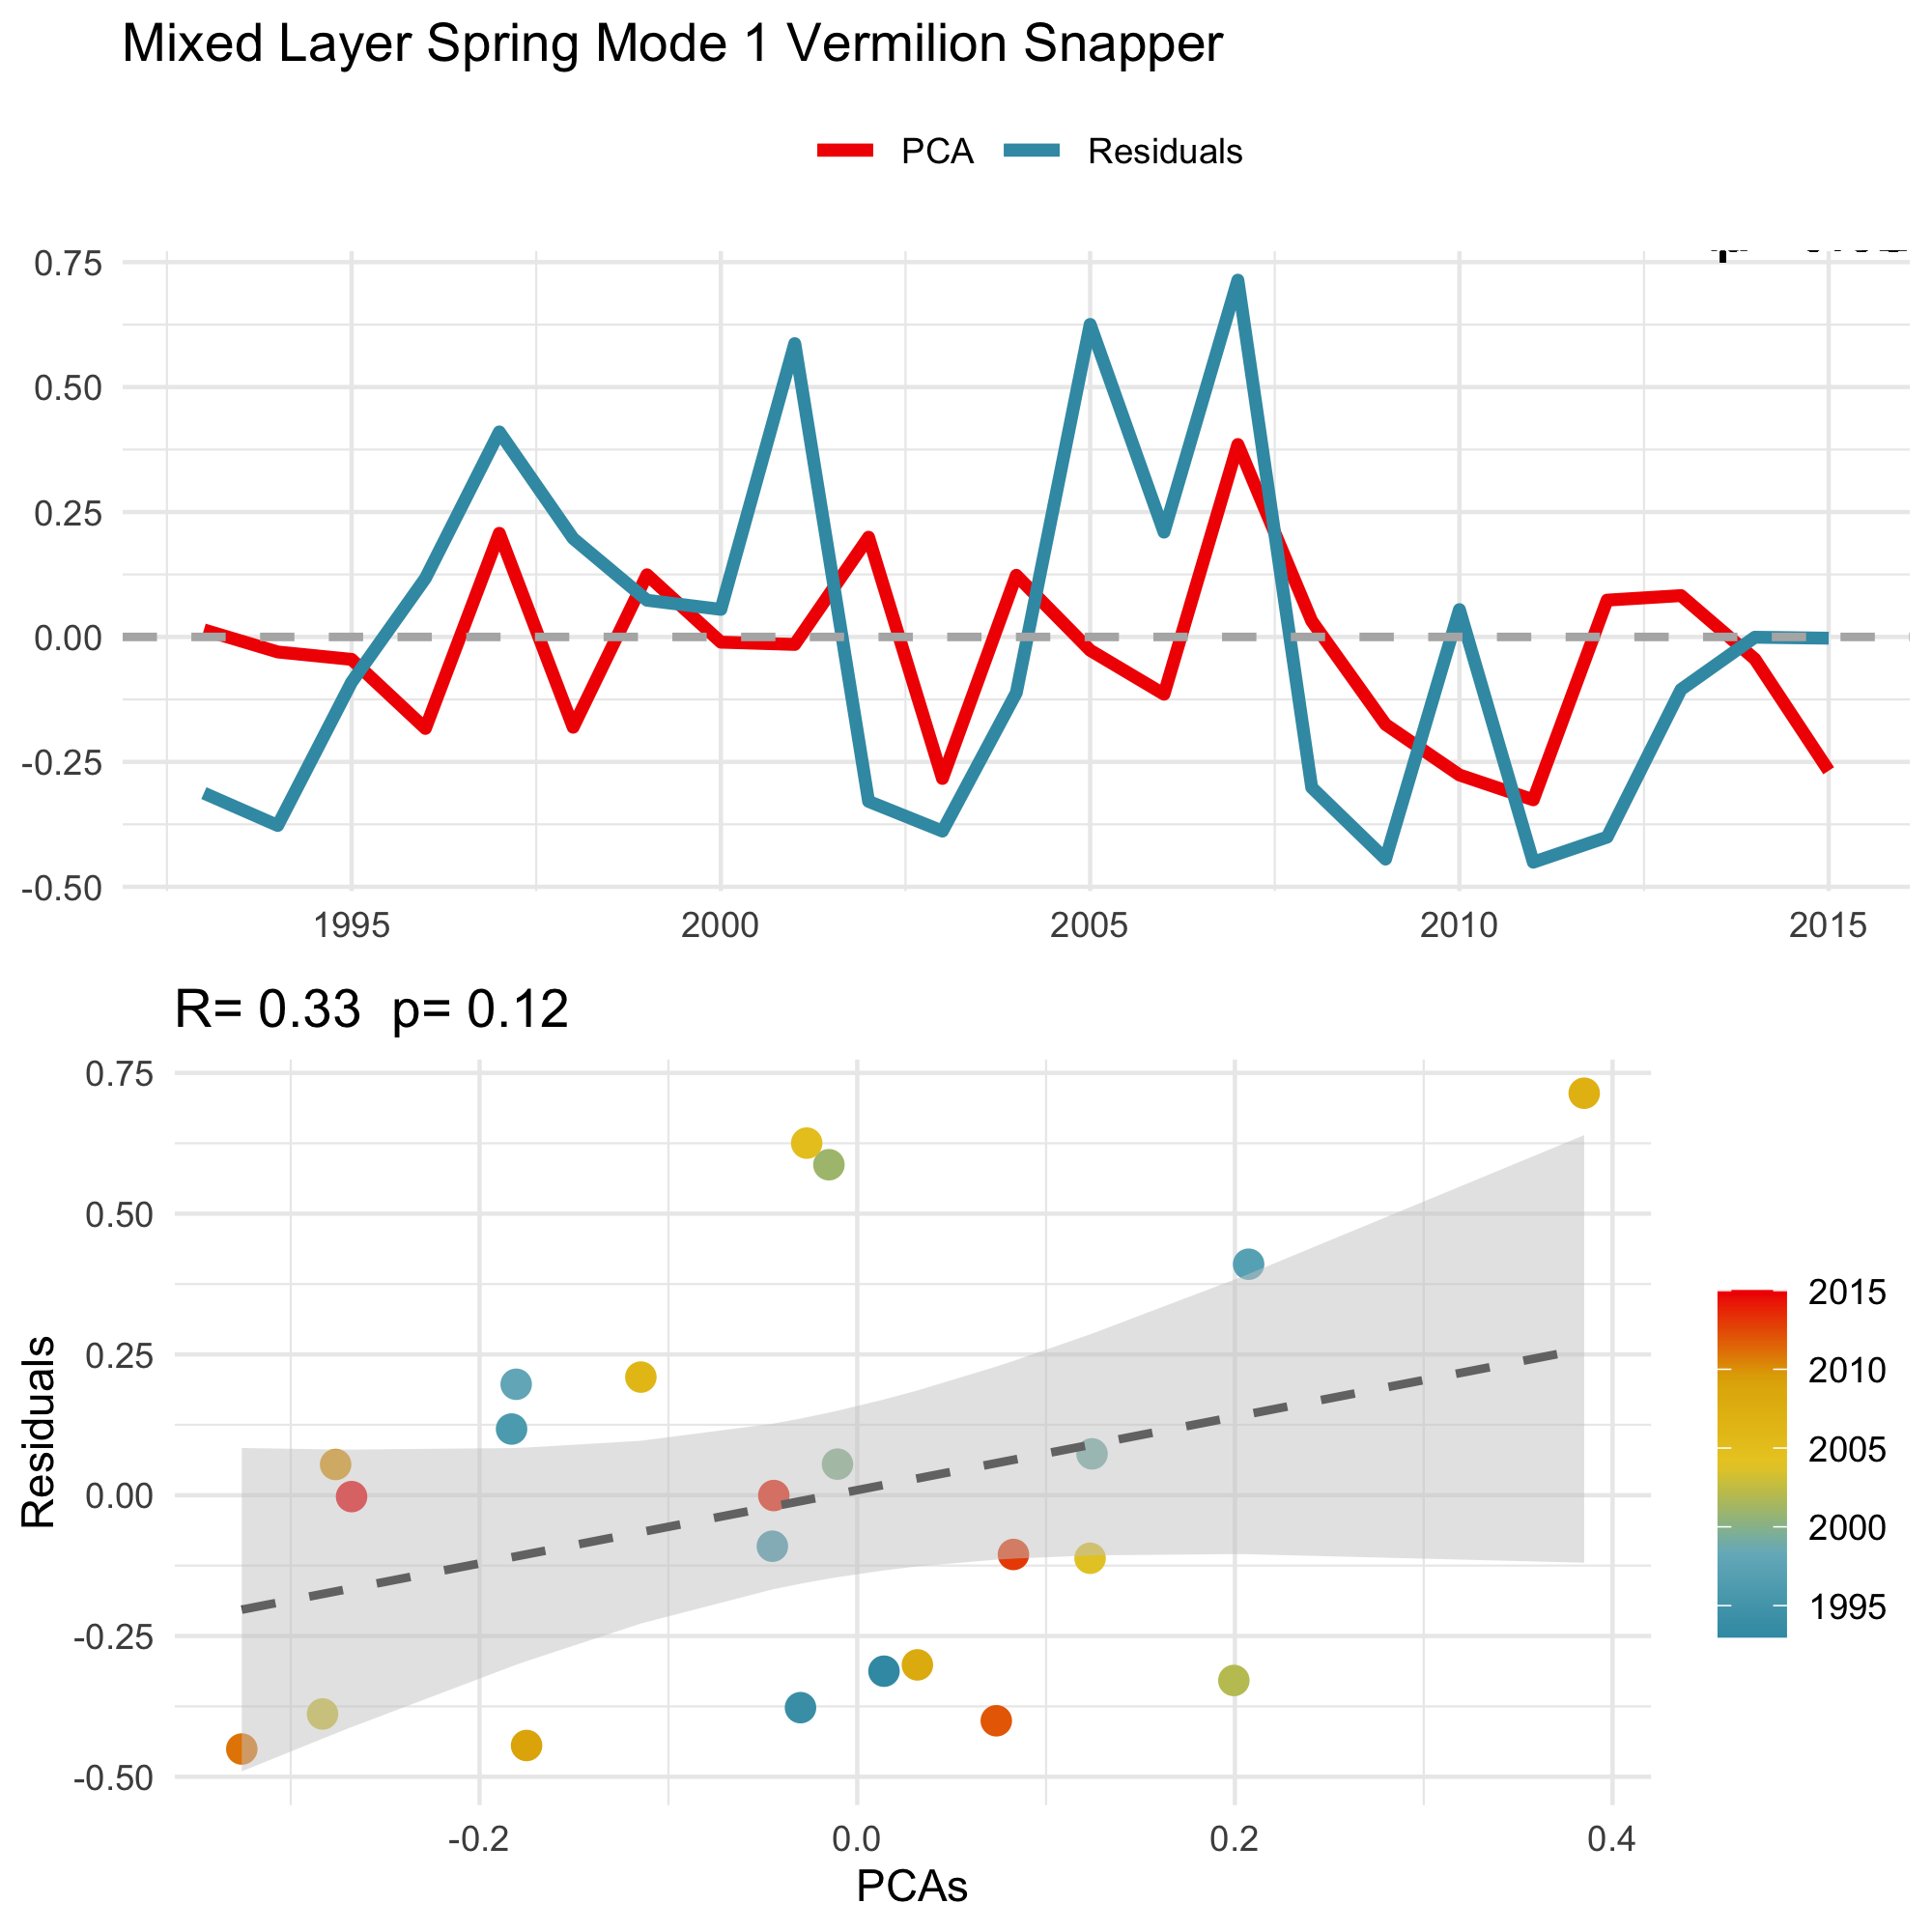 Mixed Layer Spring Mode 1 Vermilion Snapper
PCA Residuals
0.75
0.50
0.25
0.00
-0.25
-0.50
1995 2000 2005 2010 2015
R= 0.33 p= 0.12
Residuals
0.75
0.50
0.25
0.00
-0.25
-0.50
-0.2 0.0 0.2 0.4
PCAs
2015
2010
2005
2000
1995